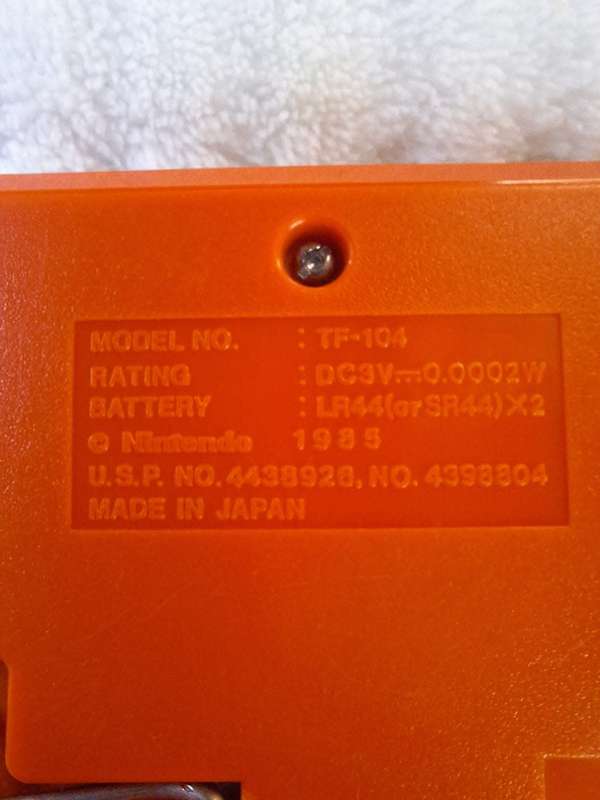 MODEL NO. : TF-104
RATING : DC3V⎓0.0002W
BATTERY : LR44(or SR44)X2
© Nintendo 1985
U.S.P. NO. 4438926, NO. 4398804
MADE IN JAPAN